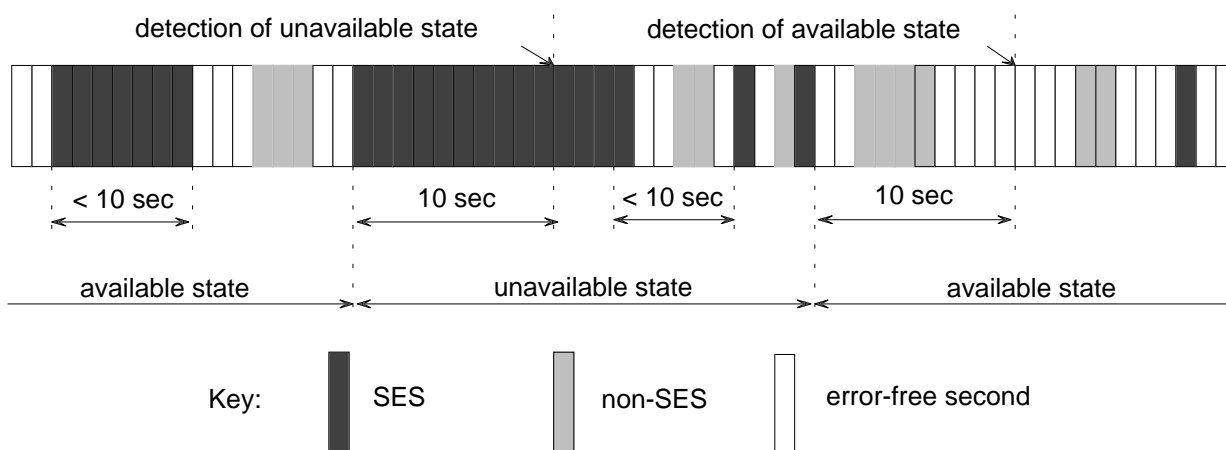 detection of unavailable state
detection of available state
< 10 sec
10 sec
< 10 sec
10 sec
available state
unavailable state
available state
Key:
SES
non-SES
error-free second